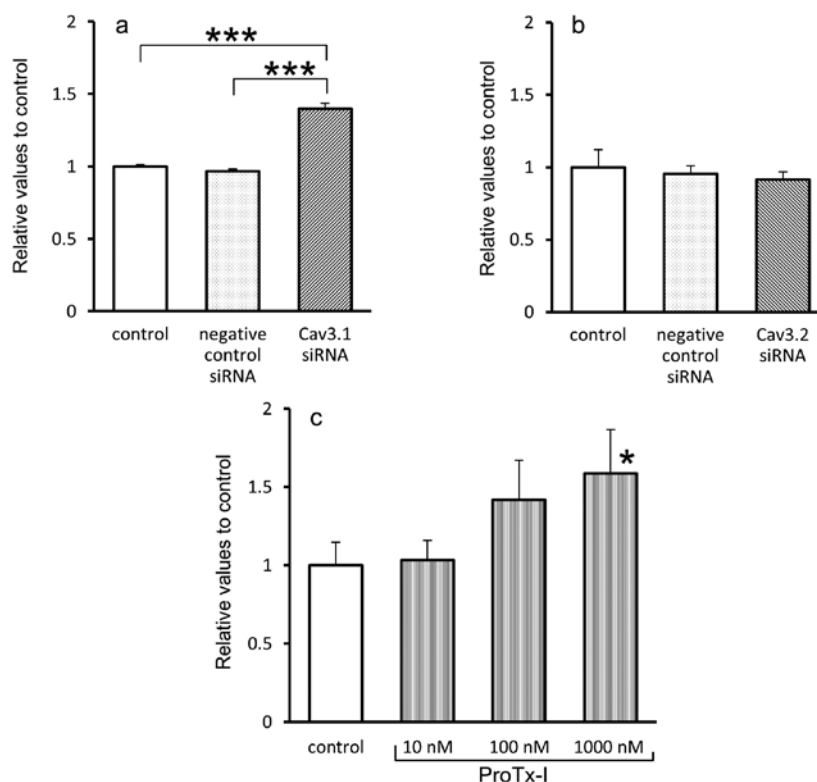 a
***
***
Relative values to control
2
1.5
1
0.5
0
control
negative
control
siRNA
Cav3.1
siRNA
b
Relative values to control
2
1.5
1
0.5
0
control
negative
control
siRNA
Cav3.2
siRNA
c
*
Relative values to control
2
1.5
1
0.5
0
control
10 nM
100 nM
1000 nM
ProTx-I